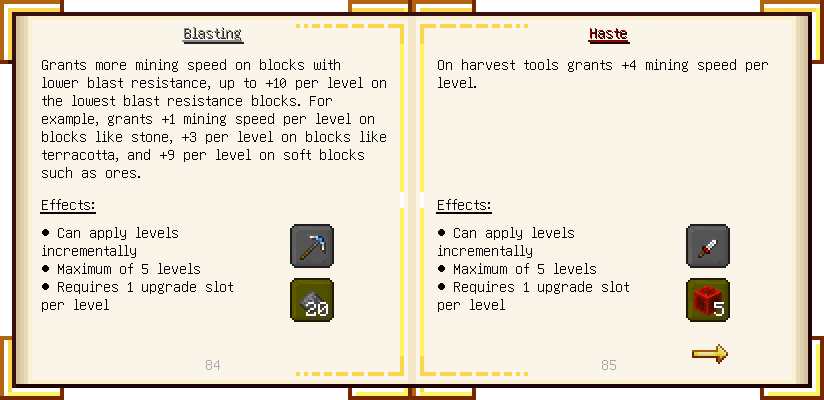 Blasting
Grants more mining speed on blocks with
lower blast resistance, up to +10 per level on
the lowest blast resistance blocks. For
example, grants +1 mining speed per level on
blocks like stone, +3 per level on blocks like
terracotta, and +9 per level on soft blocks
such as ores.
Effects:
● Can apply levels
incrementally
● Maximum of 5 levels
● Requires 1 upgrade slot
per level
20
84
Haste
On harvest tools grants +4 mining speed per
level.
Effects:
● Can apply levels
incrementally
● Maximum of 5 levels
● Requires 1 upgrade slot
per level
5
85